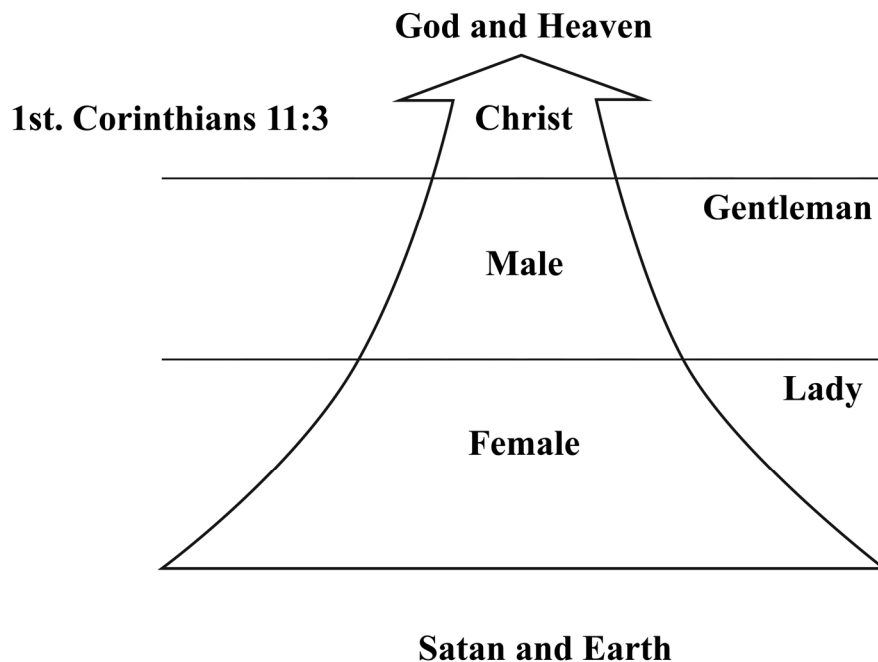 God and Heaven
1st. Corinthians 11:3
Christ
Gentleman
Male
Lady
Female
Satan and Earth